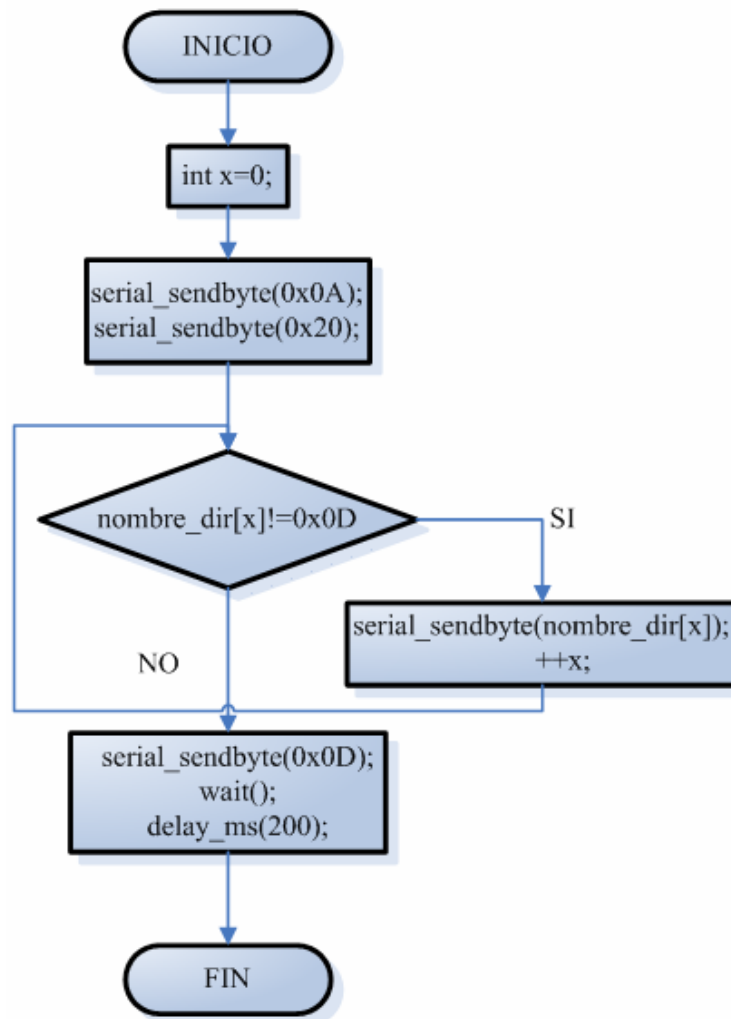 INICIO
int x=0;
serial_sendbyte(0x0A);
serial_sendbyte(0x20);
nombre_dir[x]!=0x0D
SI
serial_sendbyte(nombre_dir[x]);
++x;
NO
serial_sendbyte(0x0D);
wait();
delay_ms(200);
FIN